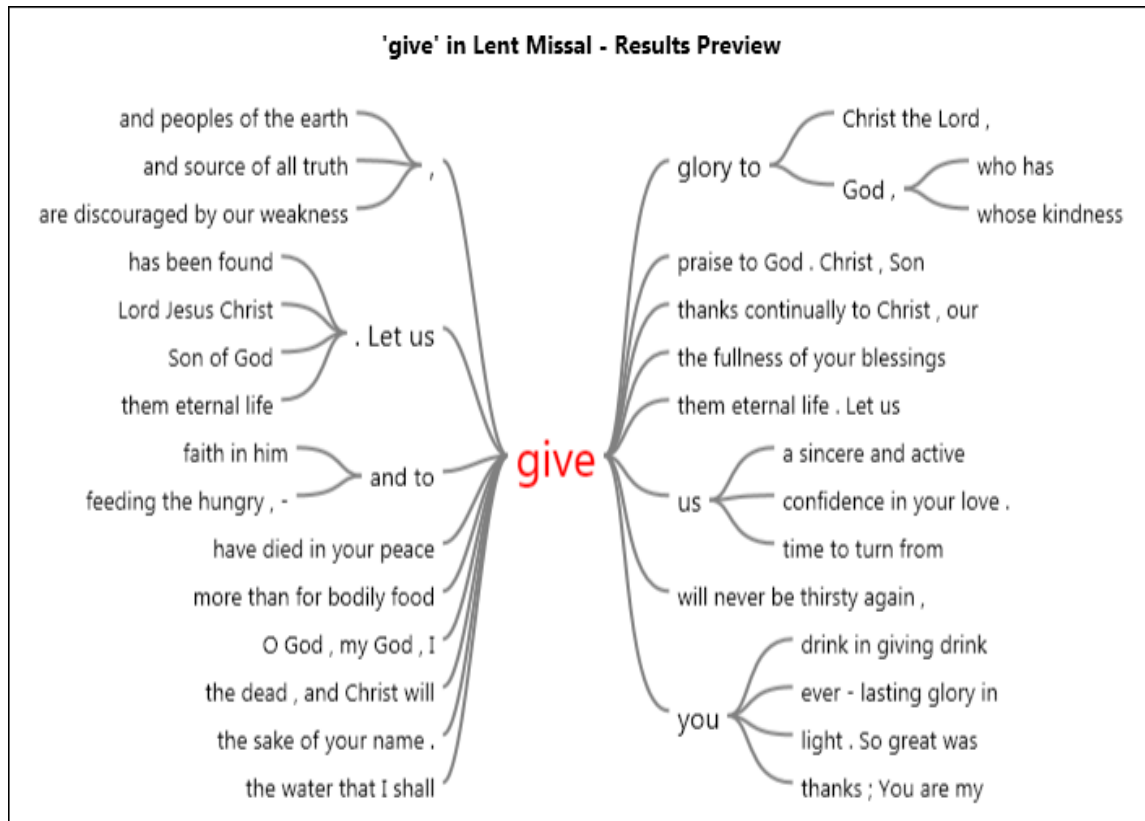 'give' in Lent Missal - Results Preview
and peoples of the earth
and source of all truth
are discouraged by our weakness
,
has been found
Lord Jesus Christ
Son of God
them eternal life
. Let us
faith in him
feeding the hungry , -
and to
have died in your peace
more than for bodily food
O God , my God , I
the dead , and Christ will
the sake of your name .
the water that I shall
give
glory to
Christ the Lord ,
God ,
who has
whose kindness
praise to God . Christ , Son
thanks continually to Christ , our
the fullness of your blessings
them eternal life . Let us
us
a sincere and active
confidence in your love .
time to turn from
will never be thirsty again ,
you
drink in giving drink
ever - lasting glory in
light . So great was
thanks ; You are my